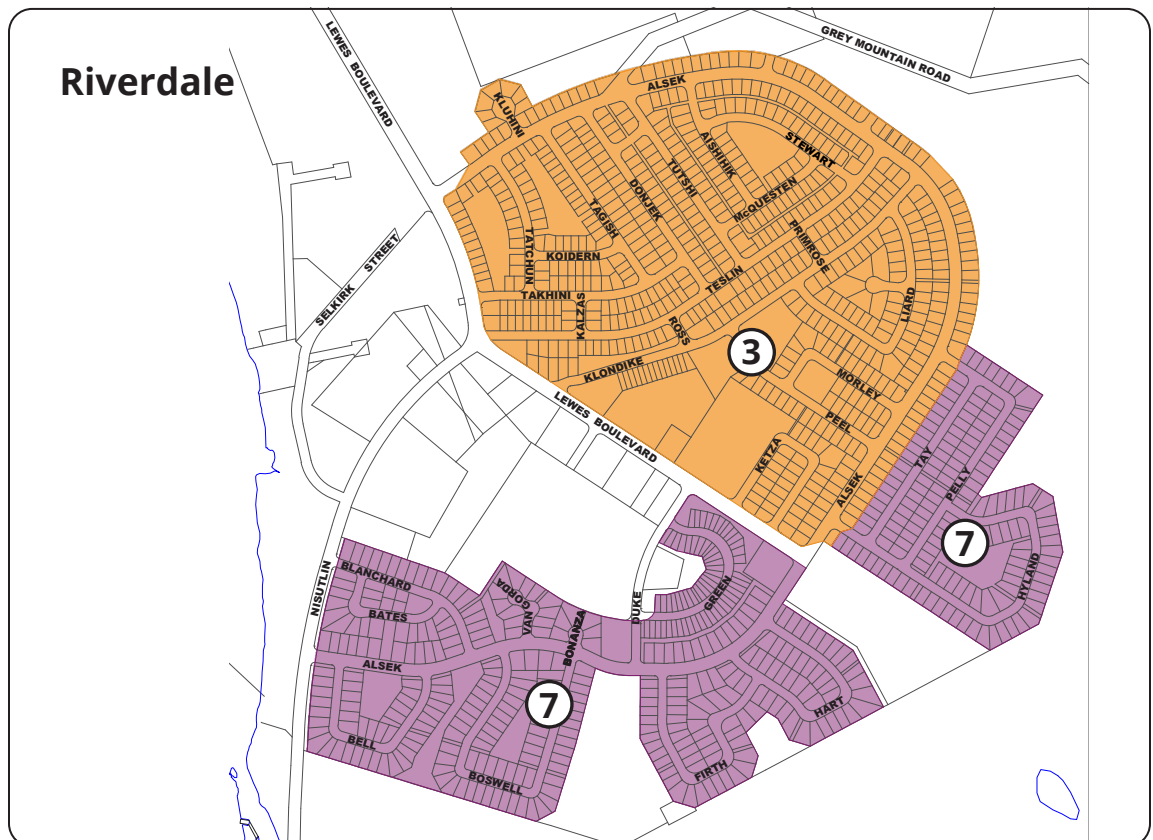 Riverdale
LEWES BOULEVARD
GREY MOUNTAIN ROAD
ALSEK
KLUHINI
STEWART
AISHIHIK
TUTSHI
McQUESTEN
DONJEK
TAGISH
PRIMROSE
TATCHUN
KOIDERN
SELKIRK STREET
TESLIN
TAKHINI
KALZAS
LIARD
ROSS
3
KLONDIKE
MORLEY
LEWES BOULEVARD
PEEL
KETZA
TAY
PELLY
ALSEK
7
HYLAND
NISUTLIN
BLANCHARD
GORDA
VAN
BATES
DUKE
GREEN
BONANZA
ALSEK
7
HART
BELL
FIRTH
BOSWELL